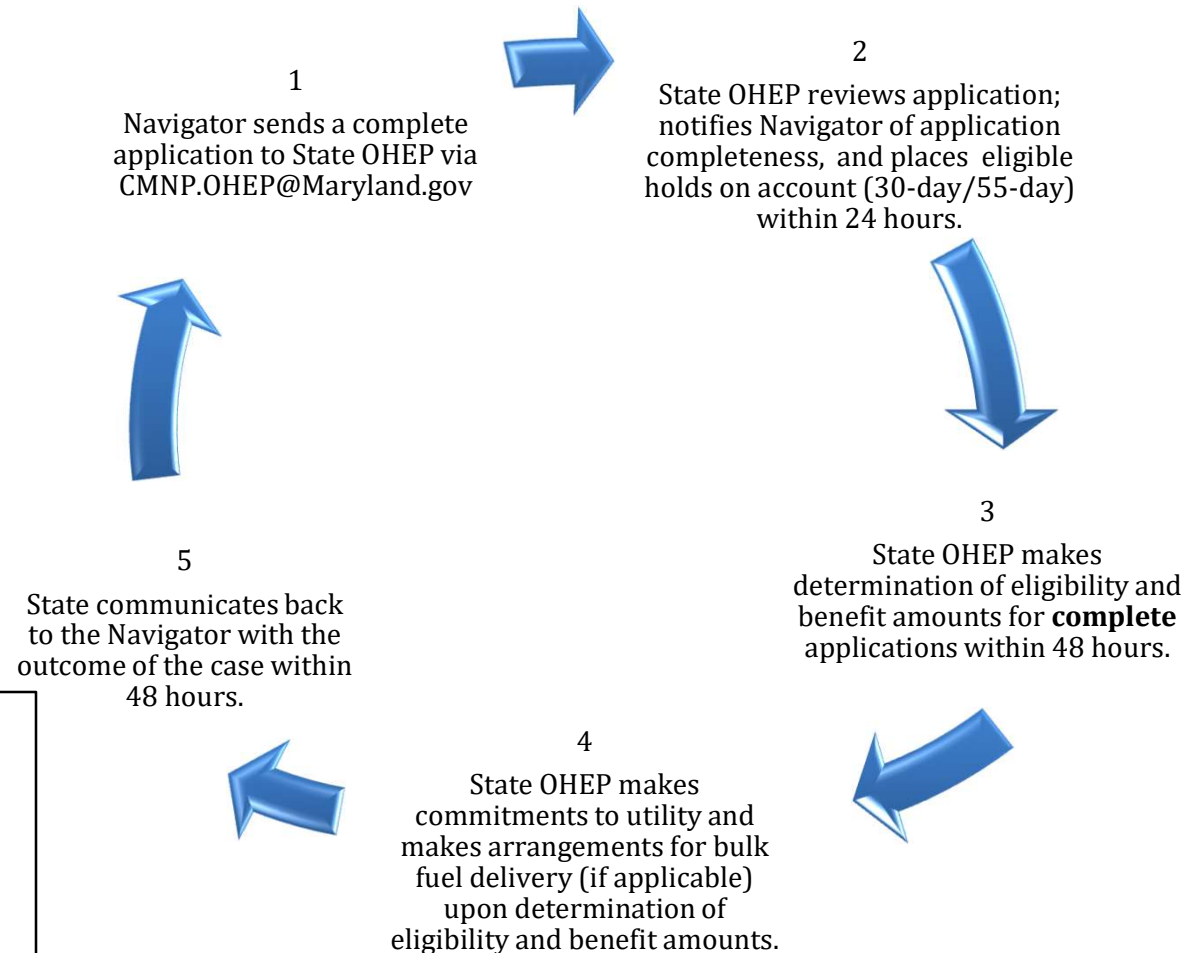 1
Navigator sends a complete
application to State OHEP via
CMNP.OHEP@Maryland.gov
2
State OHEP reviews application;
notifies Navigator of application
completeness, and places eligible
holds on account (30-day/55-day)
within 24 hours.
3
State OHEP makes
determination of eligibility and
benefit amounts for complete
applications within 48 hours.
4
State OHEP makes
commitments to utility and
makes arrangements for bulk
fuel delivery (if applicable)
upon determination of
eligibility and benefit amounts.
5
State communicates back
to the Navigator with the
outcome of the case within
48 hours.